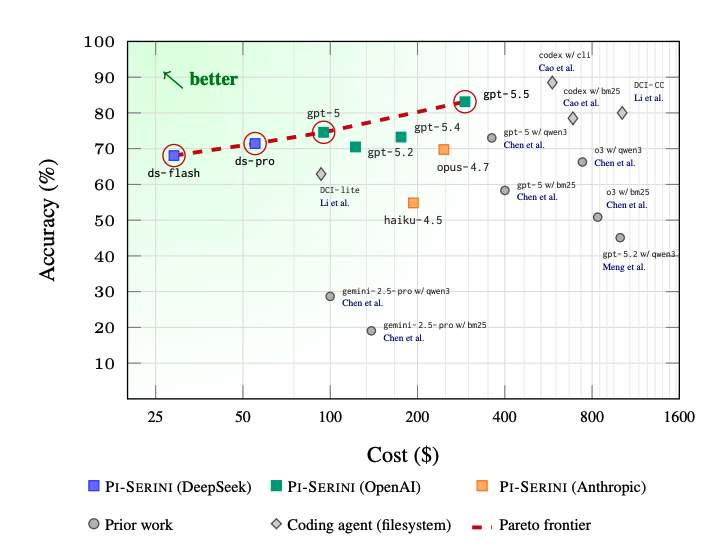 100
90
80
70
60
50
40
30
20
10
Accuracy (%)
better
codex w/ cli
Cao et al.
codex w/ bm25
Cao et al.
DCI-CC
Li et al.
gpt-5.5
gpt-5
gpt-5.4
gpt-5 w/ qwen3
Chen et al.
ds-pro
gpt-5.2
o3 w/ qwen3
Chen et al.
ds-flash
opus-4.7
DCI-lite
Li et al.
gpt-5 w/ bm25
Chen et al.
o3 w/ bm25
Chen et al.
haiku-4.5
gpt-5.2 w/ qwen3
Meng et al.
gemini-2.5-pro w/ qwen3
Chen et al.
gemini-2.5-pro w/ bm25
Chen et al.
25 50 100 200 400 800 1600
Cost ($)
PI-SERINI (DeepSeek) PI-SERINI (OpenAI) PI-SERINI (Anthropic)
Prior work Coding agent (filesystem) Pareto frontier